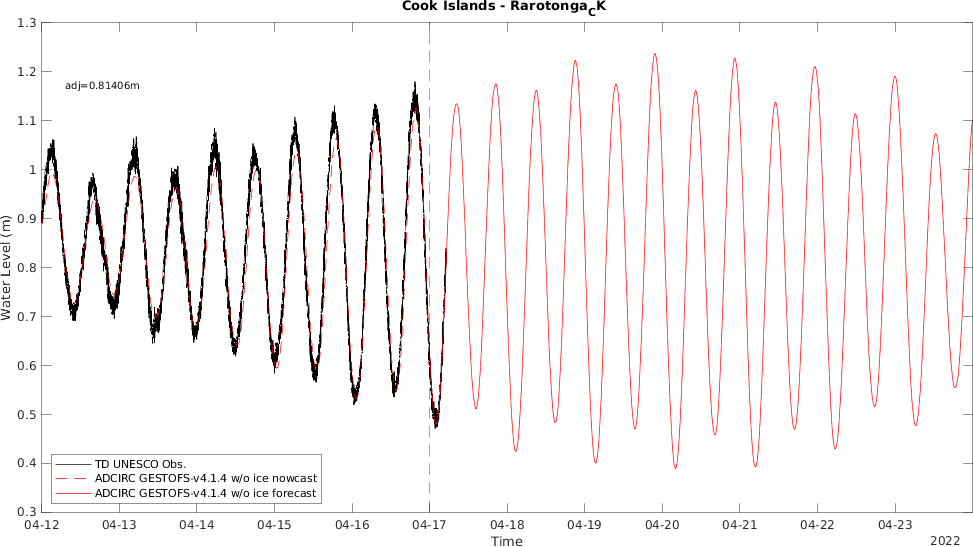 Cook Islands - Rarotonga_CK
1.3
1.2
1.1
1
0.9
0.8
0.7
0.6
0.5
0.4
0.3
Water Level (m)
adj=0.81406m
TD UNESCO Obs.
ADCIRC GESTOFS-v4.1.4 w/o ice nowcast
ADCIRC GESTOFS-v4.1.4 w/o ice forecast
04-12 04-13 04-14 04-15 04-16 04-17 04-18 04-19 04-20 04-21 04-22 04-23
Time
2022